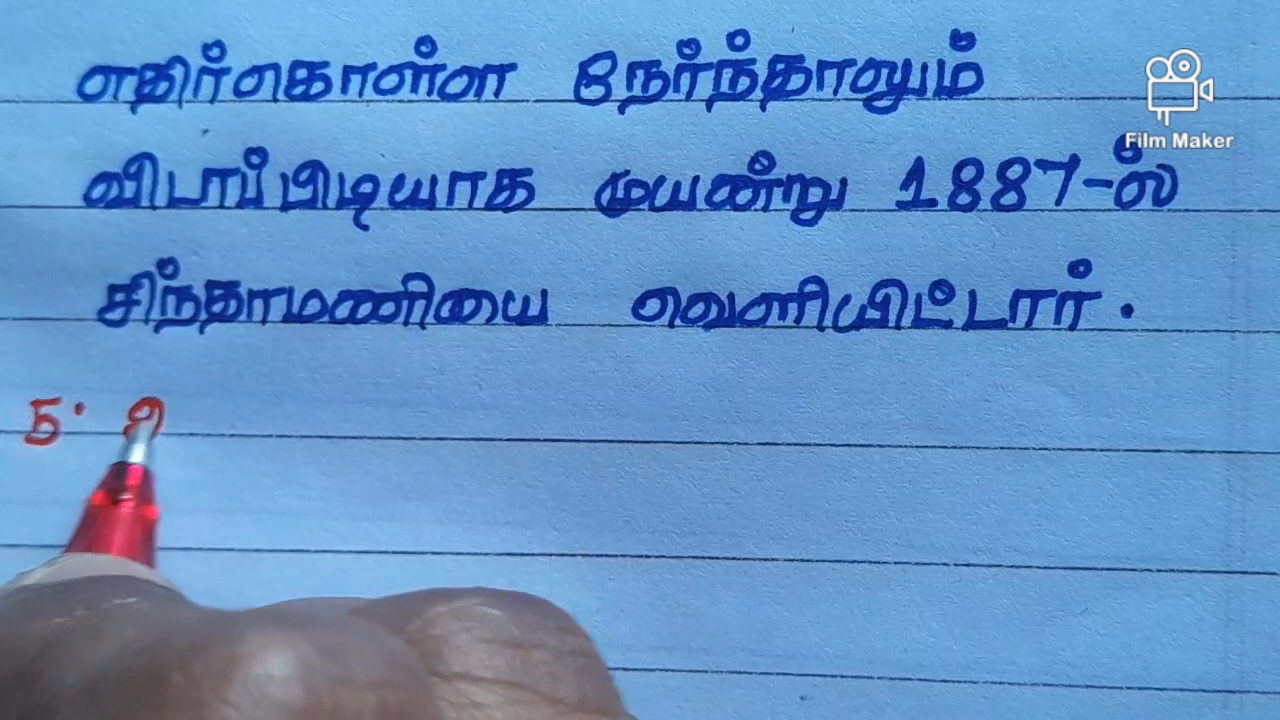 எதிர்கொள்ள நேர்ந்தாலும்
விடாப்பிடியாக முயன்று 1887-ல்
சிந்தாமணியை வெளியிட்டார்.
5.
Film Maker